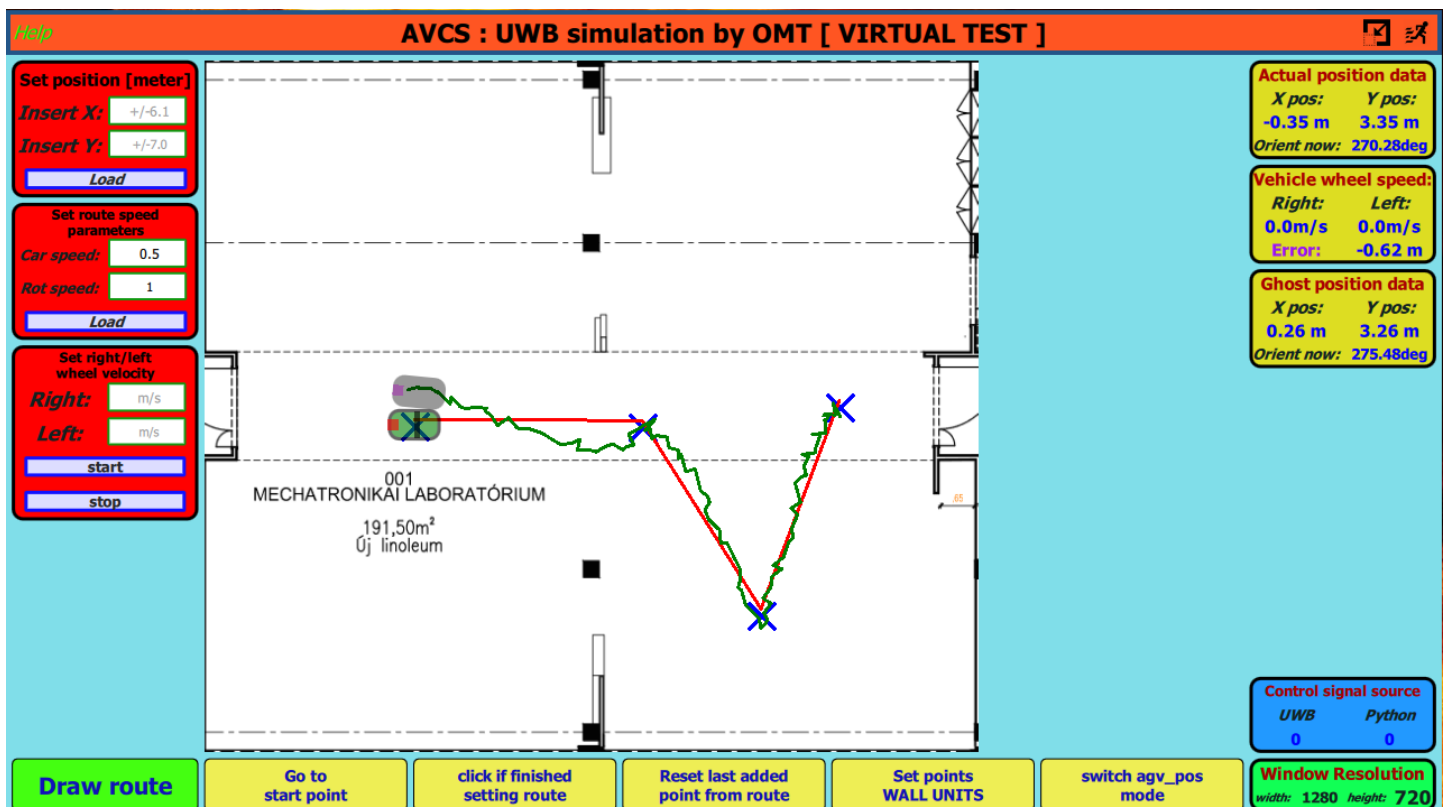 Help
AVCS : UWB simulation by OMT [ VIRTUAL TEST ]
Set position [meter]
Insert X: +/-6.1
Insert Y: +/-7.0
Load
Set route speed
parameters
Car speed: 0.5
Rot speed: 1
Load
Set right/left
wheel velocity
Right: m/s
Left: m/s
start
stop
001
MECHATRONIKAI LABORATÓRIUM
191,50m²
Új linoleum
,65
Actual position data
X pos: Y pos:
-0.35 m 3.35 m
Orient now: 270.28deg
Vehicle wheel speed:
Right: Left:
0.0m/s 0.0m/s
Error: -0.62 m
Ghost position data
X pos: Y pos:
0.26 m 3.26 m
Orient now: 275.48deg
Control signal source
UWB Python
0 0
Draw route
Go to
start point
click if finished
setting route
Reset last added
point from route
Set points
WALL UNITS
switch agv_pos
mode
Window Resolution
width: 1280 height: 720